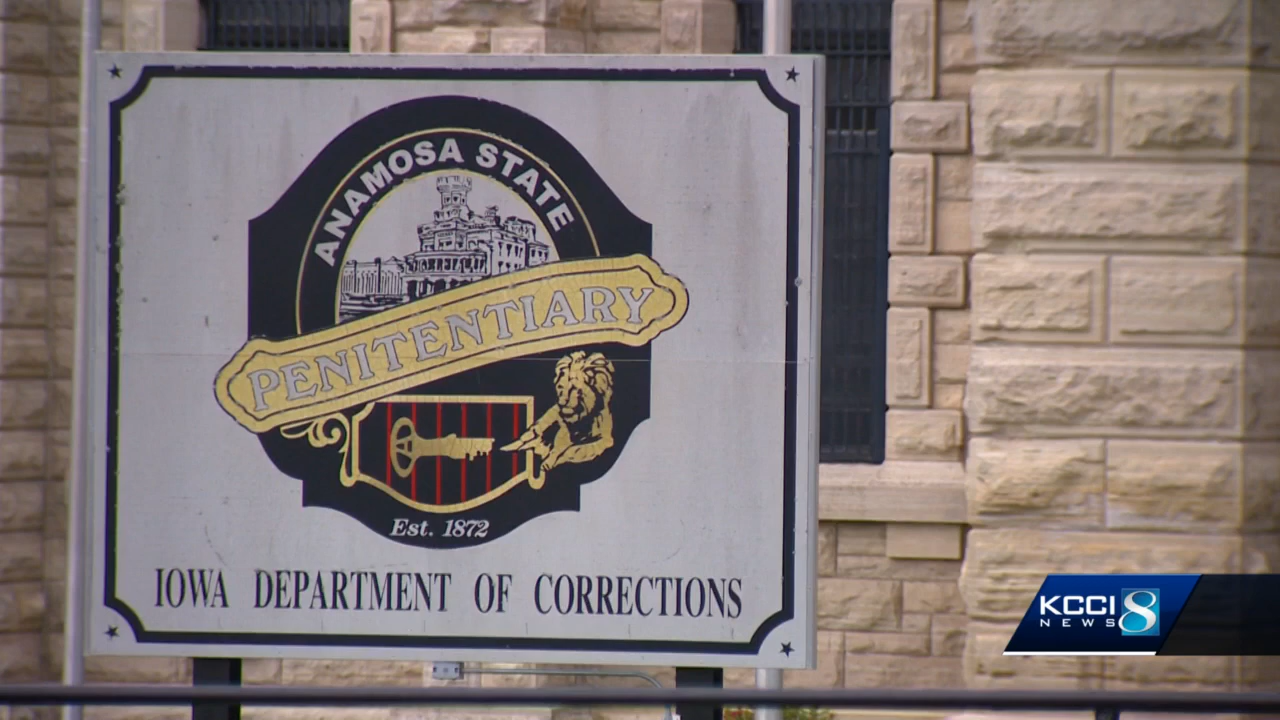 ANAMOSA STATE
PENITENTIARY
Est. 1872
IOWA DEPARTMENT OF CORRECTIONS
KCCI 8
NEWS